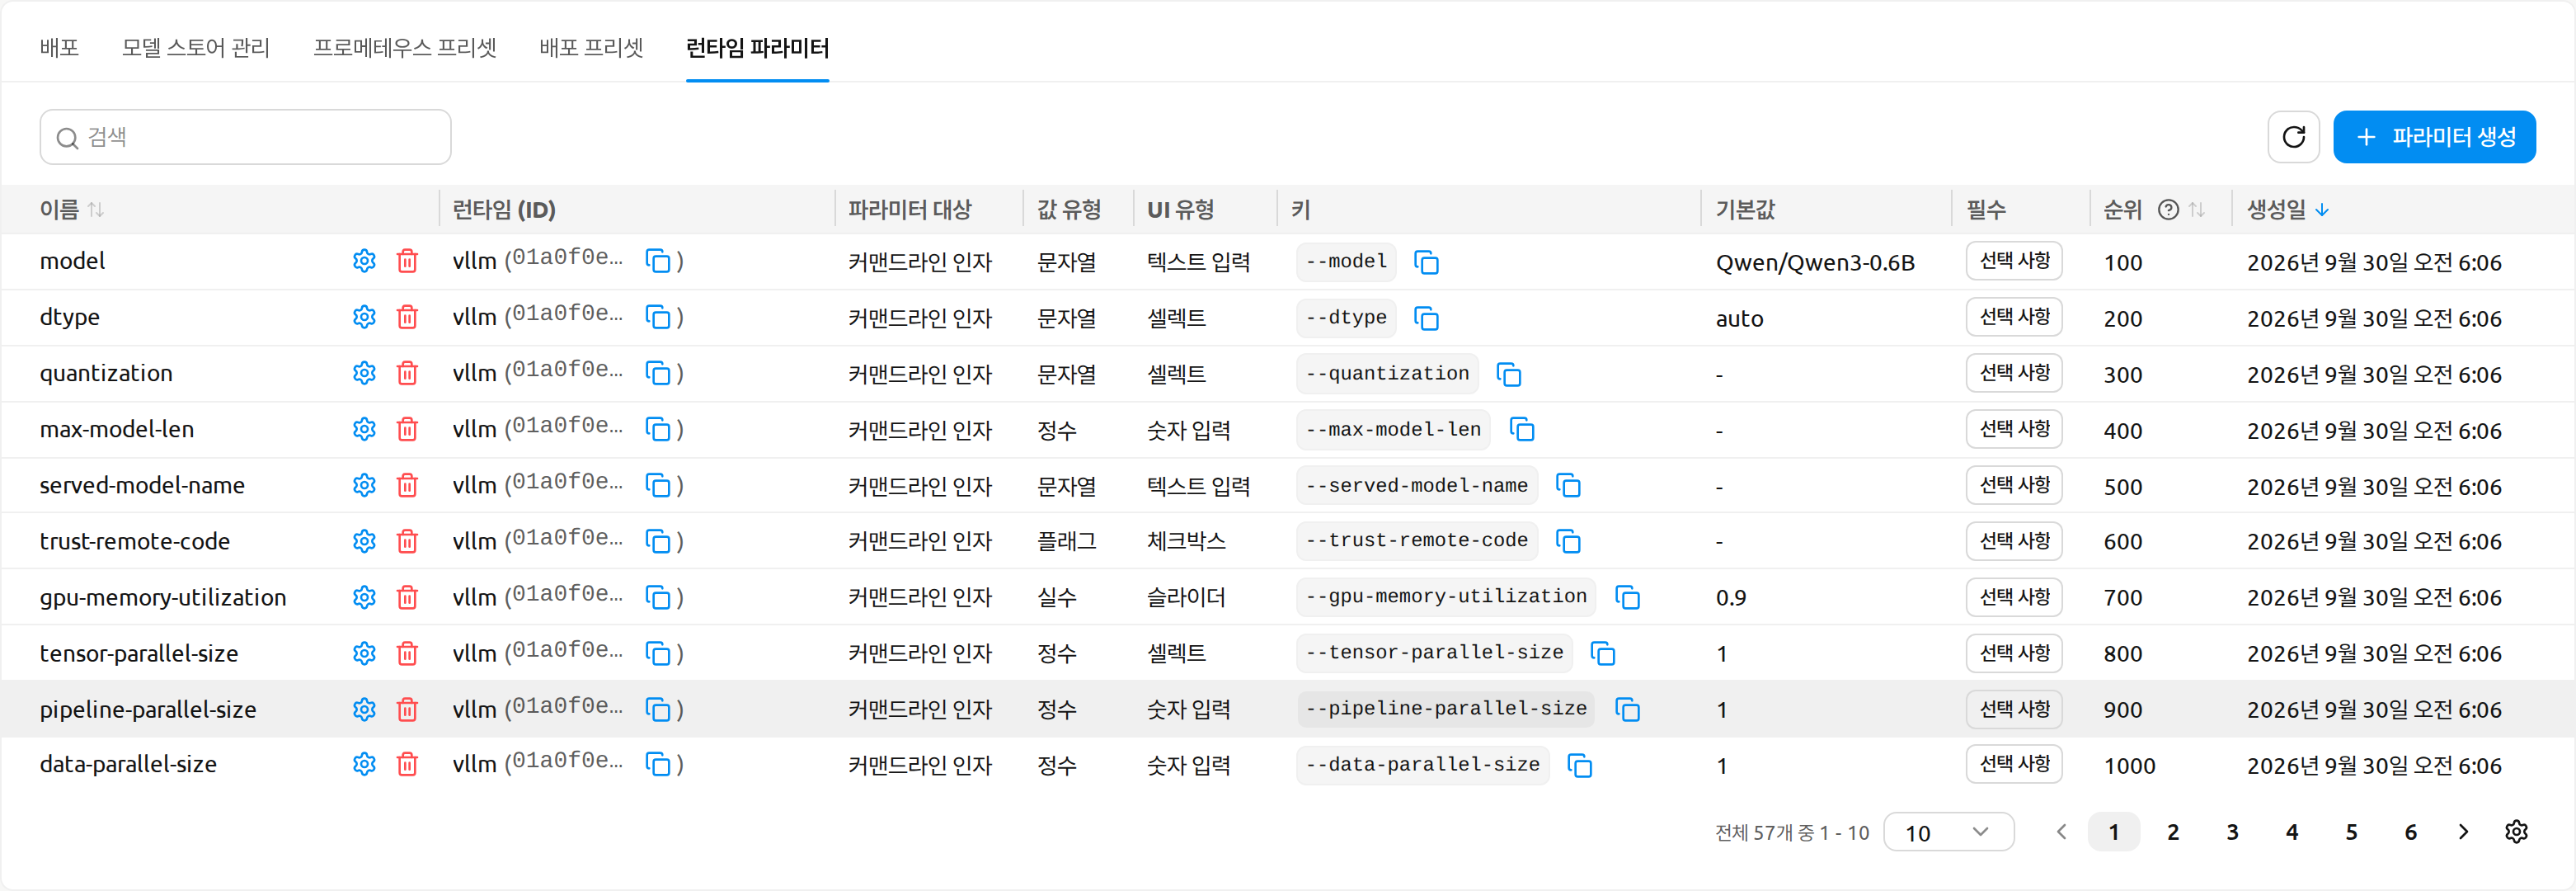 배포 모델 스토어 관리 프로메테우스 프리셋 배포 프리셋 런타임 파라미터
검색 파라미터 생성
이름 런타임 (ID) 파라미터 대상 값 유형 UI 유형 키 기본값 필수 순위 생성일
model vllm (01a0f0e... ) 커맨드라인 인자 문자열 텍스트 입력 --model Qwen/Qwen3-0.6B 선택 사항 100 2026년 9월 30일 오전 6:06
dtype vllm (01a0f0e... ) 커맨드라인 인자 문자열 셀렉트 --dtype auto 선택 사항 200 2026년 9월 30일 오전 6:06
quantization vllm (01a0f0e... ) 커맨드라인 인자 문자열 셀렉트 --quantization - 선택 사항 300 2026년 9월 30일 오전 6:06
max-model-len vllm (01a0f0e... ) 커맨드라인 인자 정수 숫자 입력 --max-model-len - 선택 사항 400 2026년 9월 30일 오전 6:06
served-model-name vllm (01a0f0e... ) 커맨드라인 인자 문자열 텍스트 입력 --served-model-name - 선택 사항 500 2026년 9월 30일 오전 6:06
trust-remote-code vllm (01a0f0e... ) 커맨드라인 인자 플래그 체크박스 --trust-remote-code - 선택 사항 600 2026년 9월 30일 오전 6:06
gpu-memory-utilization vllm (01a0f0e... ) 커맨드라인 인자 실수 슬라이더 --gpu-memory-utilization 0.9 선택 사항 700 2026년 9월 30일 오전 6:06
tensor-parallel-size vllm (01a0f0e... ) 커맨드라인 인자 정수 셀렉트 --tensor-parallel-size 1 선택 사항 800 2026년 9월 30일 오전 6:06
pipeline-parallel-size vllm (01a0f0e... ) 커맨드라인 인자 정수 숫자 입력 --pipeline-parallel-size 1 선택 사항 900 2026년 9월 30일 오전 6:06
data-parallel-size vllm (01a0f0e... ) 커맨드라인 인자 정수 숫자 입력 --data-parallel-size 1 선택 사항 1000 2026년 9월 30일 오전 6:06
전체 57개 중 1 - 10 10 1 2 3 4 5 6